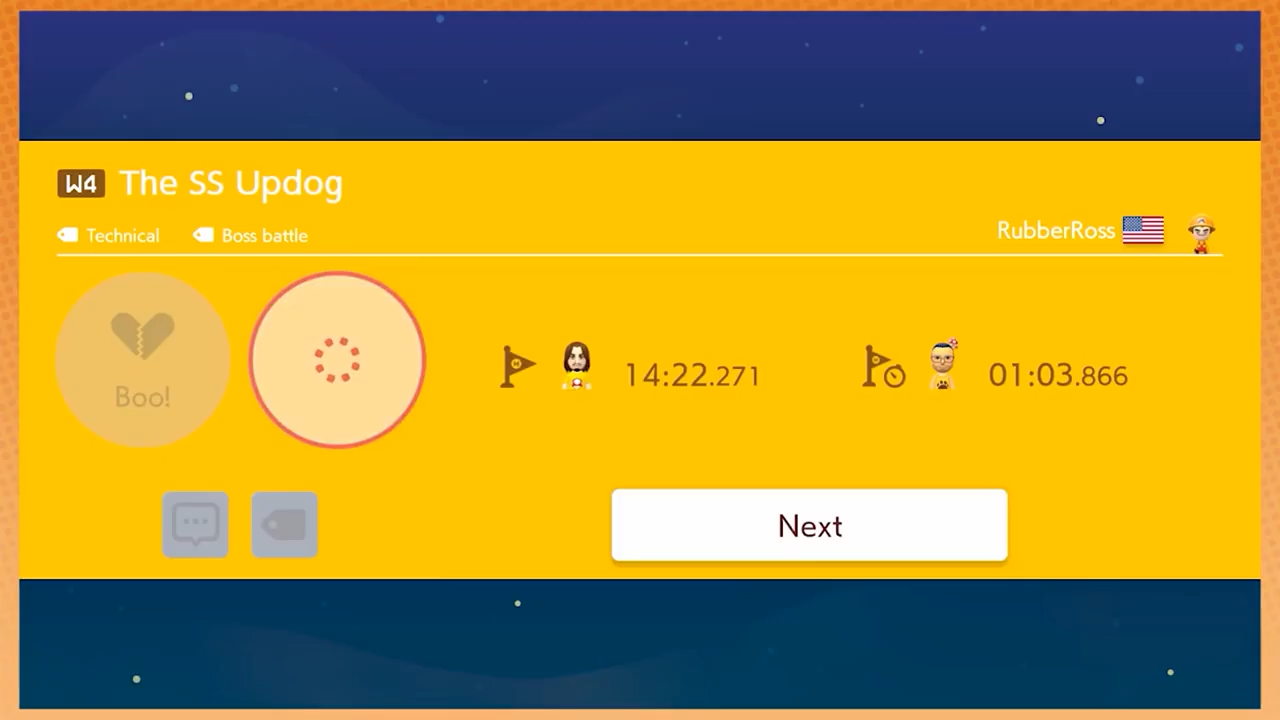 W4 The SS Updog
Technical Boss battle
RubberRoss
Boo!
14:22.271
01:03.866
Next